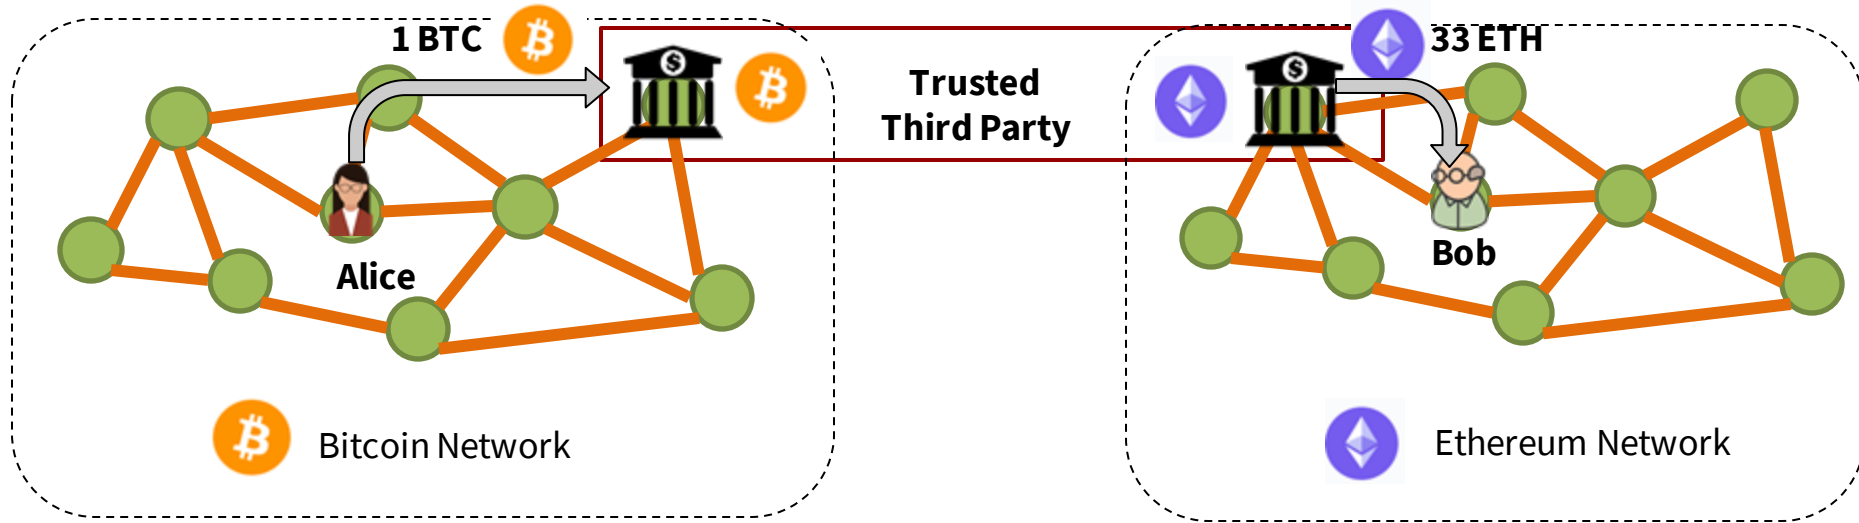 1 BTC
33 ETH
Trusted
Third Party
Alice
Bob
Bitcoin Network
Ethereum Network